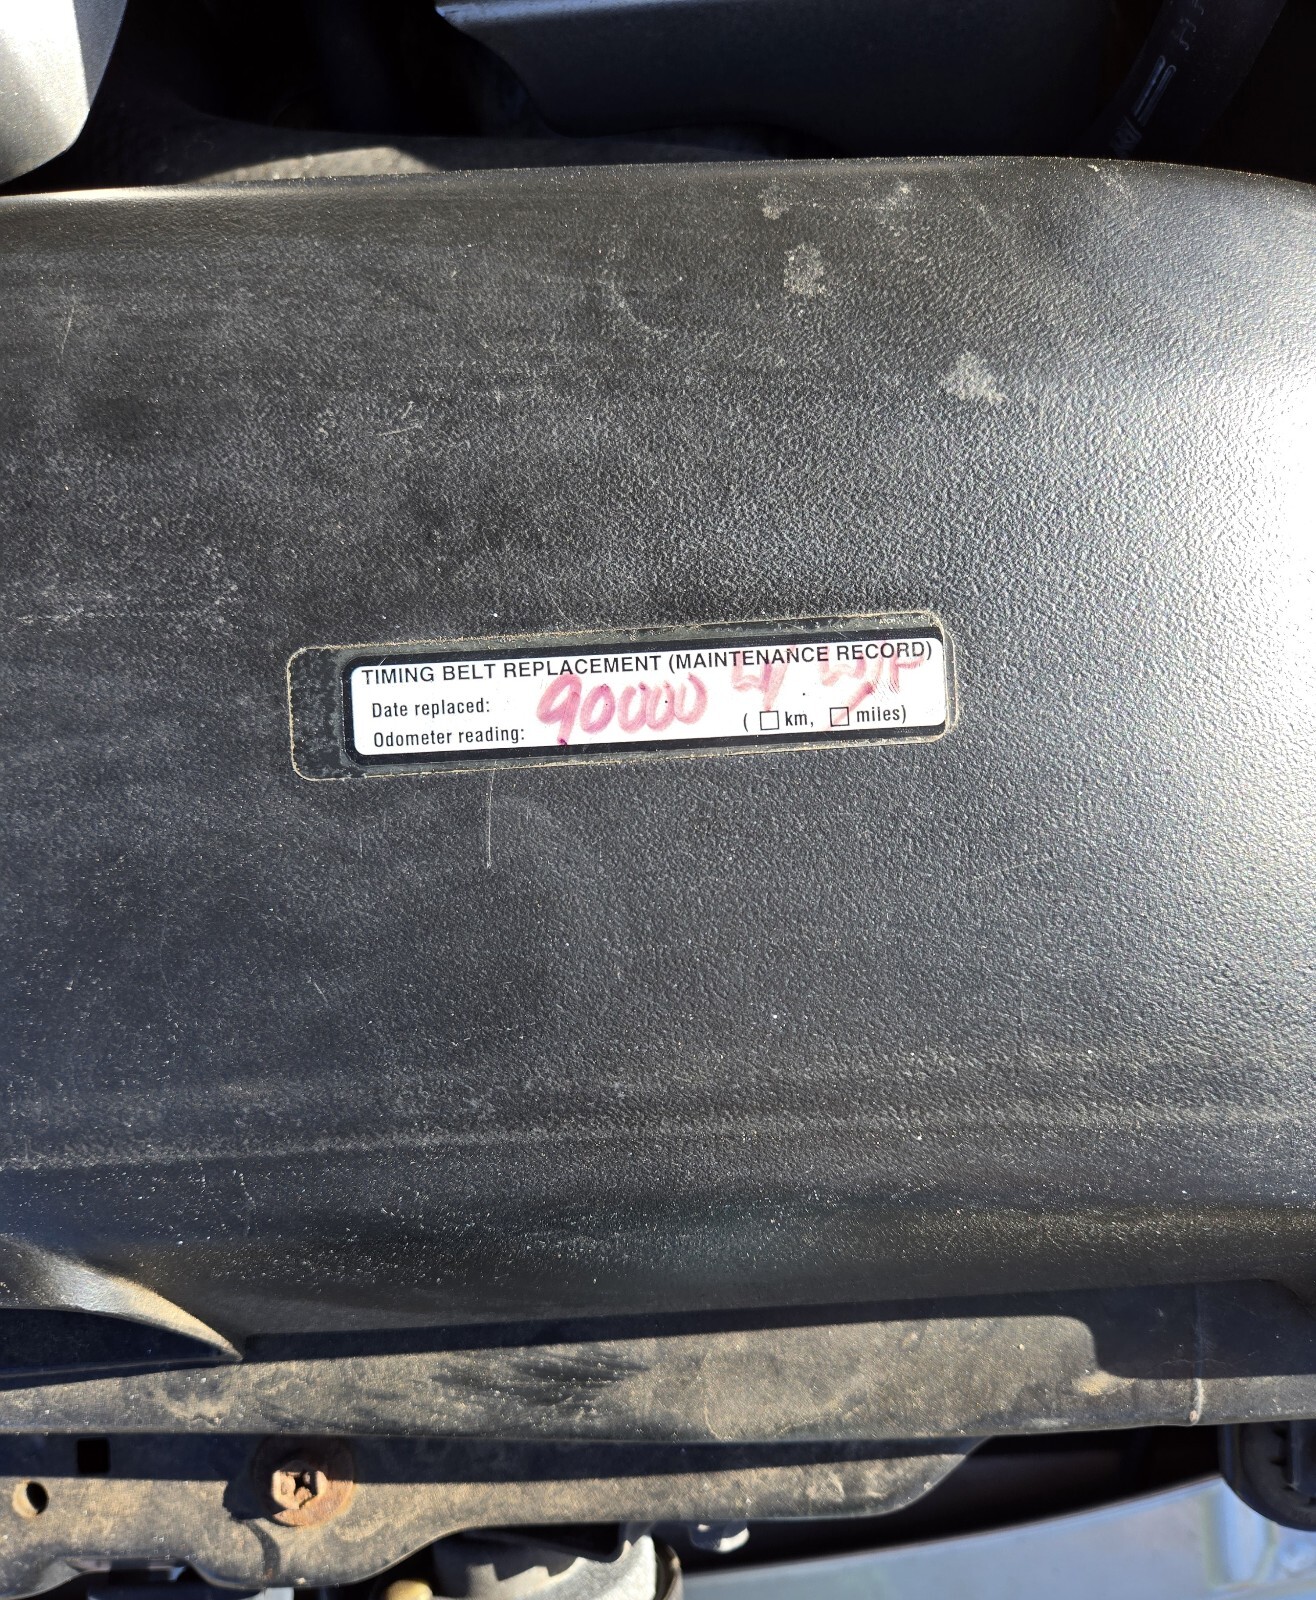 TIMING BELT REPLACEMENT (MAINTENANCE RECORD)
Date replaced: 90000 W/ W/P
Odometer reading: ( km, miles)